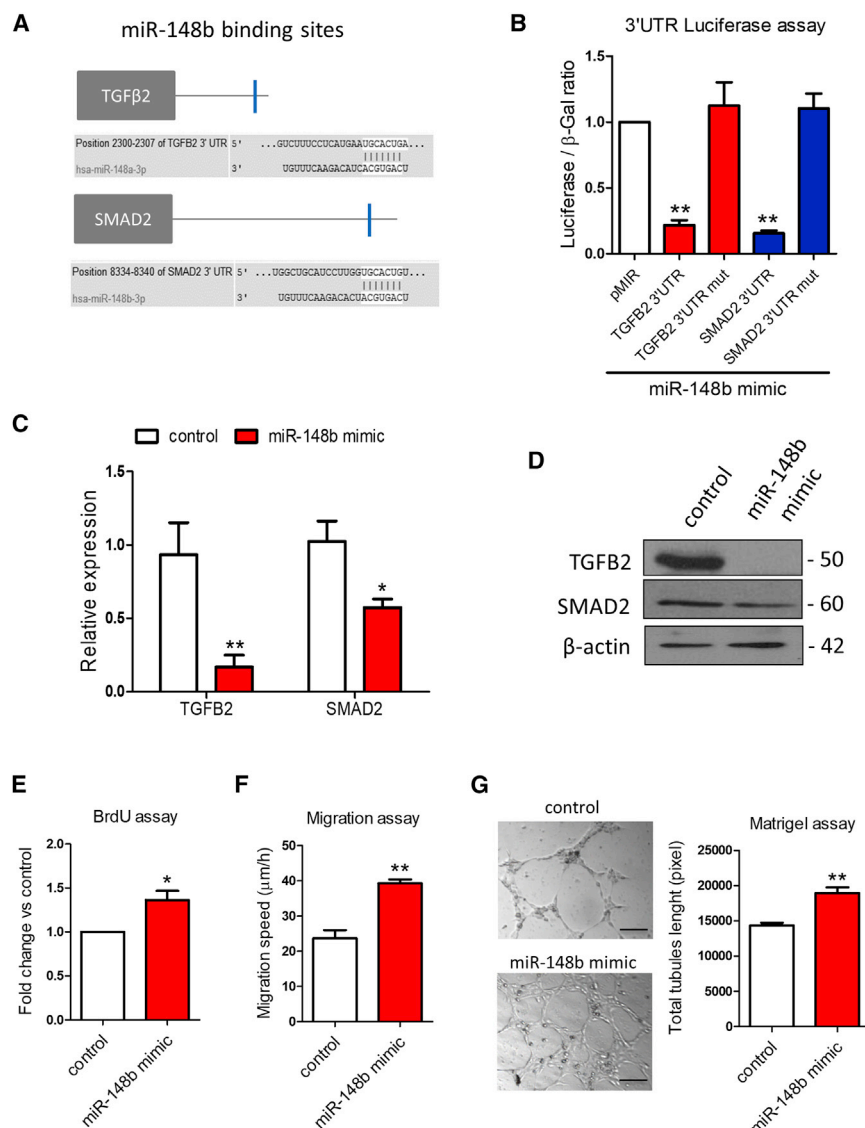 A
miR-148b binding sites
TGFβ2
Position 2300-2307 of TGFB2 3' UTR 5' ...GUCUUUCCUCAUGAAUGCACUGA...
hsa-miR-148a-3p 3' UGUUUCAAGACAUCACGUGACU
SMAD2
Position 8334-8340 of SMAD2 3' UTR 5' ...UGGCUGCAUCCUUGGUGCACUGU...
hsa-miR-148b-3p 3' UGUUUCAAGACACUACGUGACU
B
3'UTR Luciferase assay
Luciferase / β-Gal ratio
1.5
1.0
0.5
0.0
**
**
pMIR
TGFB2 3'UTR
TGFB2 3'UTR mut
SMAD2 3'UTR
SMAD2 3'UTR mut
miR-148b mimic
C
control
miR-148b mimic
Relative expression
1.5
1.0
0.5
0.0
**
*
TGFB2
SMAD2
D
control
miR-148b
mimic
TGFB2 - 50
SMAD2 - 60
β-actin - 42
E
BrdU assay
Fold change vs control
2.0
1.5
1.0
0.5
0.0
*
control
miR-148b mimic
F
Migration assay
Migration speed (μm/h)
50
40
30
20
10
0
**
control
miR-148b mimic
G
control
miR-148b mimic
Matrigel assay
Total tubules lenght (pixel)
25000
20000
15000
10000
5000
0
**
control
miR-148b mimic